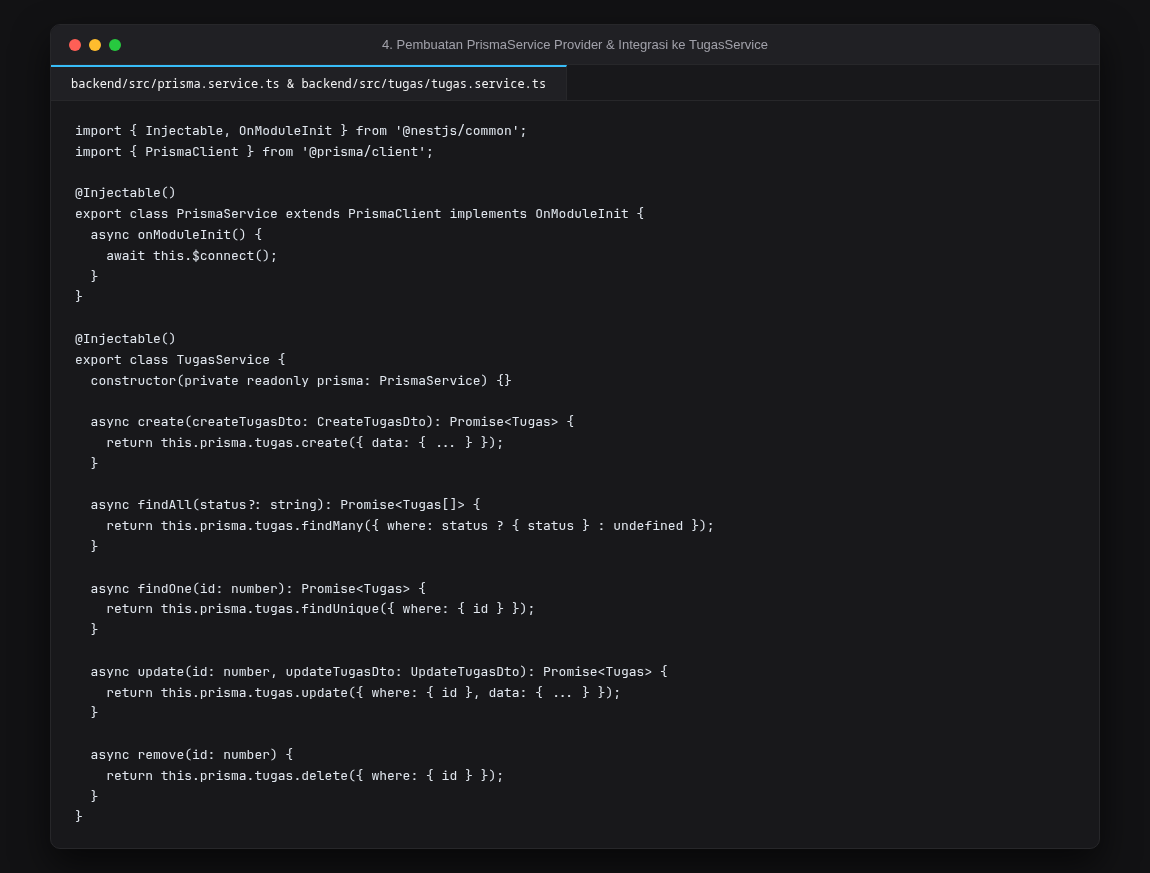 4. Pembuatan PrismaService Provider & Integrasi ke TugasService
backend/src/prisma.service.ts & backend/src/tugas/tugas.service.ts
import { Injectable, OnModuleInit } from '@nestjs/common';
import { PrismaClient } from '@prisma/client';

@Injectable()
export class PrismaService extends PrismaClient implements OnModuleInit {
  async onModuleInit() {
    await this.$connect();
  }
}

@Injectable()
export class TugasService {
  constructor(private readonly prisma: PrismaService) {}

  async create(createTugasDto: CreateTugasDto): Promise<Tugas> {
    return this.prisma.tugas.create({ data: { ... } });
  }

  async findAll(status?: string): Promise<Tugas[]> {
    return this.prisma.tugas.findMany({ where: status ? { status } : undefined });
  }

  async findOne(id: number): Promise<Tugas> {
    return this.prisma.tugas.findUnique({ where: { id } });
  }

  async update(id: number, updateTugasDto: UpdateTugasDto): Promise<Tugas> {
    return this.prisma.tugas.update({ where: { id }, data: { ... } });
  }

  async remove(id: number) {
    return this.prisma.tugas.delete({ where: { id } });
  }
}